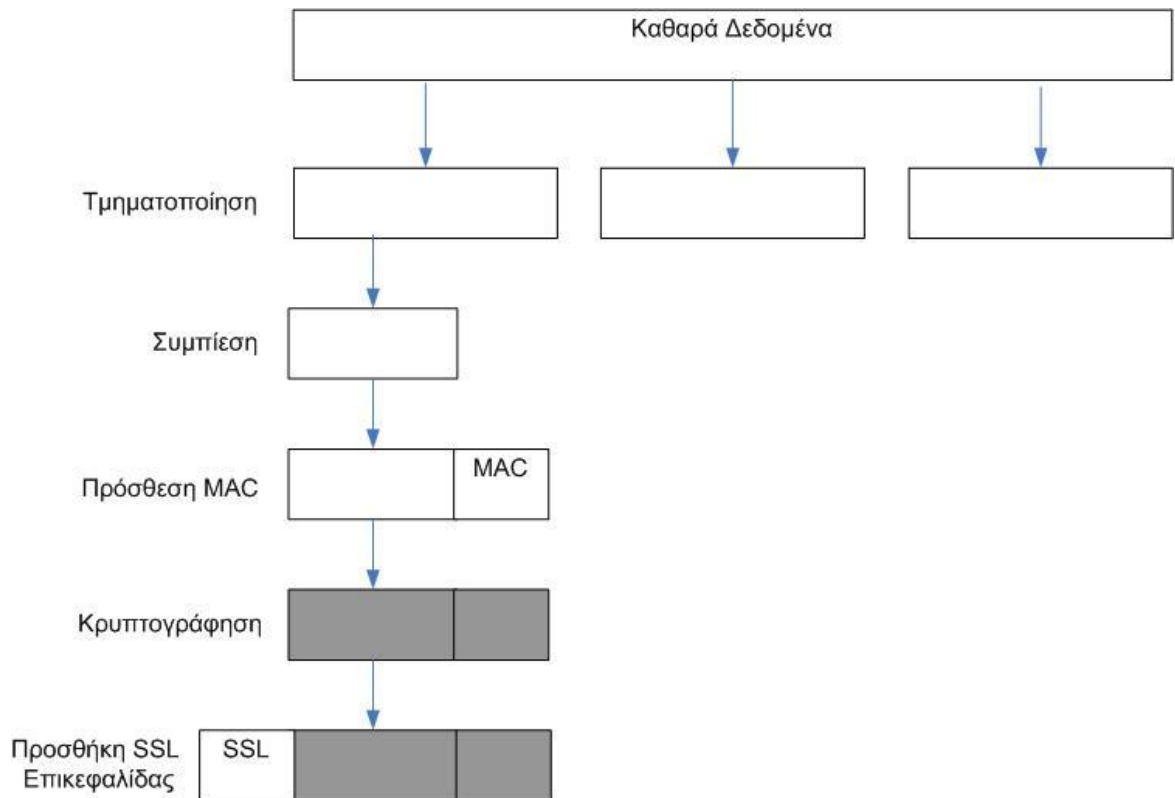 Καθαρά Δεδομένα
Τμηματοποίηση
Συμπίεση
Πρόσθεση MAC
MAC
Κρυπτογράφηση
Προσθήκη SSL
Επικεφαλίδας
SSL